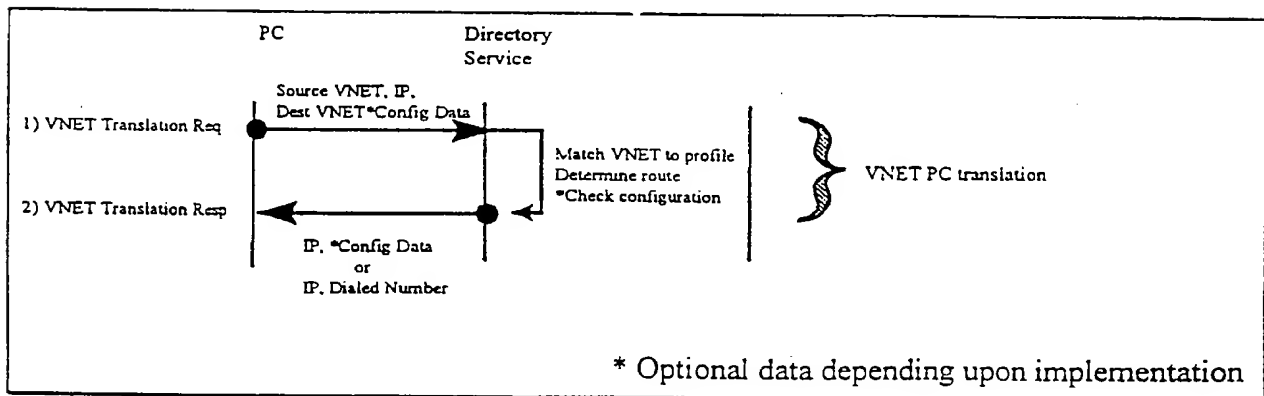 PC
Directory
Service
Source VNET, IP,
Dest VNET*Config Data
1) VNET Translation Req
Match VNET to profile
Determine route
*Check configuration
VNET PC translation
2) VNET Translation Resp
IP, *Config Data
or
IP, Dialed Number
* Optional data depending upon implementation